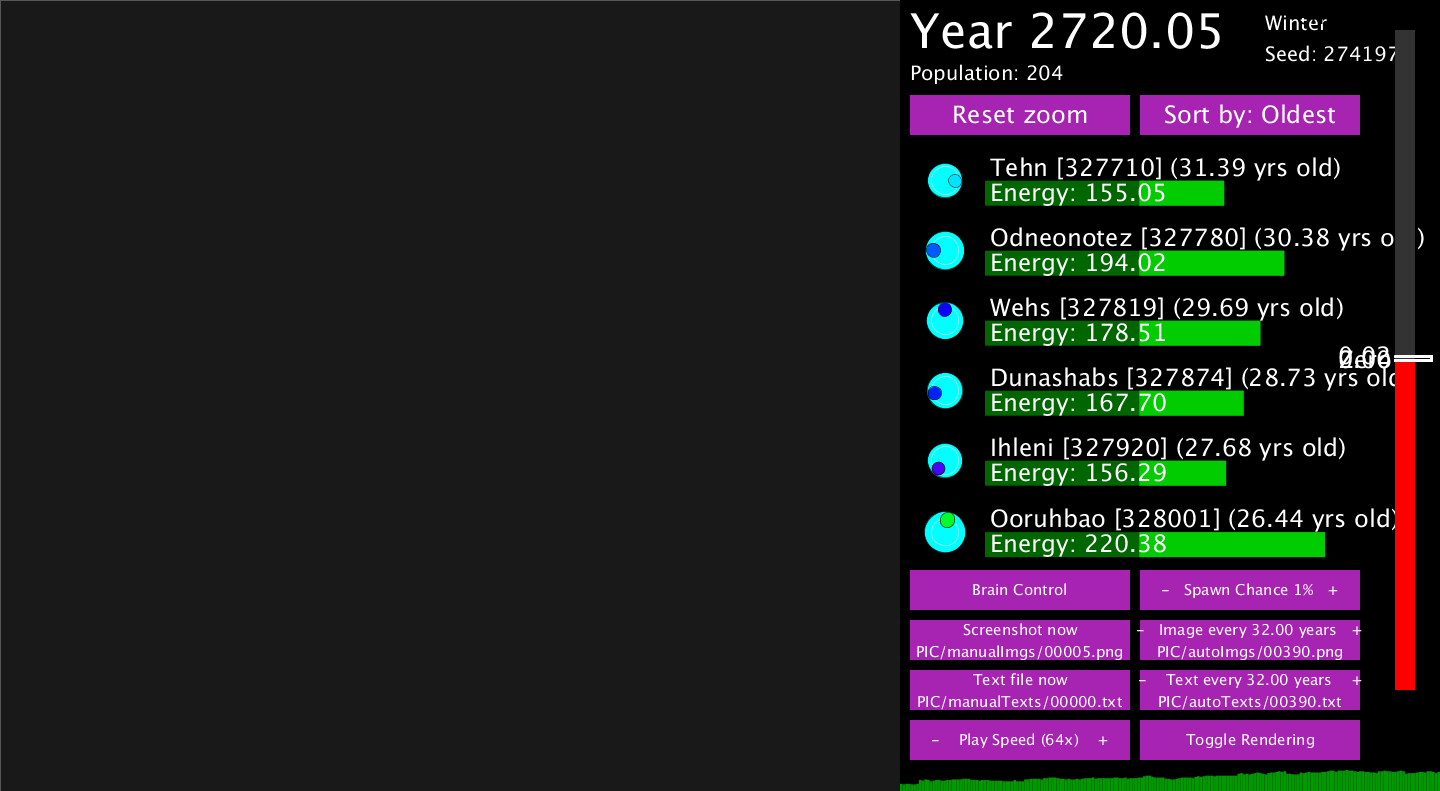 Year 2720.05
Winter
Seed: 274197
Population: 204
Reset zoom
Sort by: Oldest
Tehn [327710] (31.39 yrs old)
Energy: 155.05
Odneonotez [327780] (30.38 yrs o )
Energy: 194.02
Wehs [327819] (29.69 yrs old)
Energy: 178.51
Zero
Dunashabs [327874] (28.73 yrs old
Energy: 167.70
Ihleni [327920] (27.68 yrs old)
Energy: 156.29
Ooruhbao [328001] (26.44 yrs old)
Energy: 220.38
Brain Control
- Spawn Chance 1% +
Screenshot now
PIC/manualImgs/00005.png
- Image every 32.00 years +
PIC/autoImgs/00390.png
Text file now
PIC/manualTexts/00000.txt
- Text every 32.00 years +
PIC/autoTexts/00390.txt
- Play Speed (64x) +
Toggle Rendering